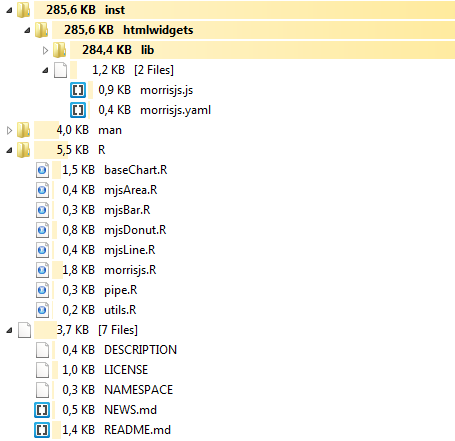 285,6 KB inst
285,6 KB htmlwidgets
284,4 KB lib
1,2 KB [2 Files]
0,9 KB morrisjs.js
0,4 KB morrisjs.yaml
4,0 KB man
5,5 KB R
1,5 KB baseChart.R
0,4 KB mjsArea.R
0,3 KB mjsBar.R
0,8 KB mjsDonut.R
0,4 KB mjsLine.R
1,8 KB morrisjs.R
0,3 KB pipe.R
0,2 KB utils.R
3,7 KB [7 Files]
0,4 KB DESCRIPTION
1,0 KB LICENSE
0,3 KB NAMESPACE
0,5 KB NEWS.md
1,4 KB README.md